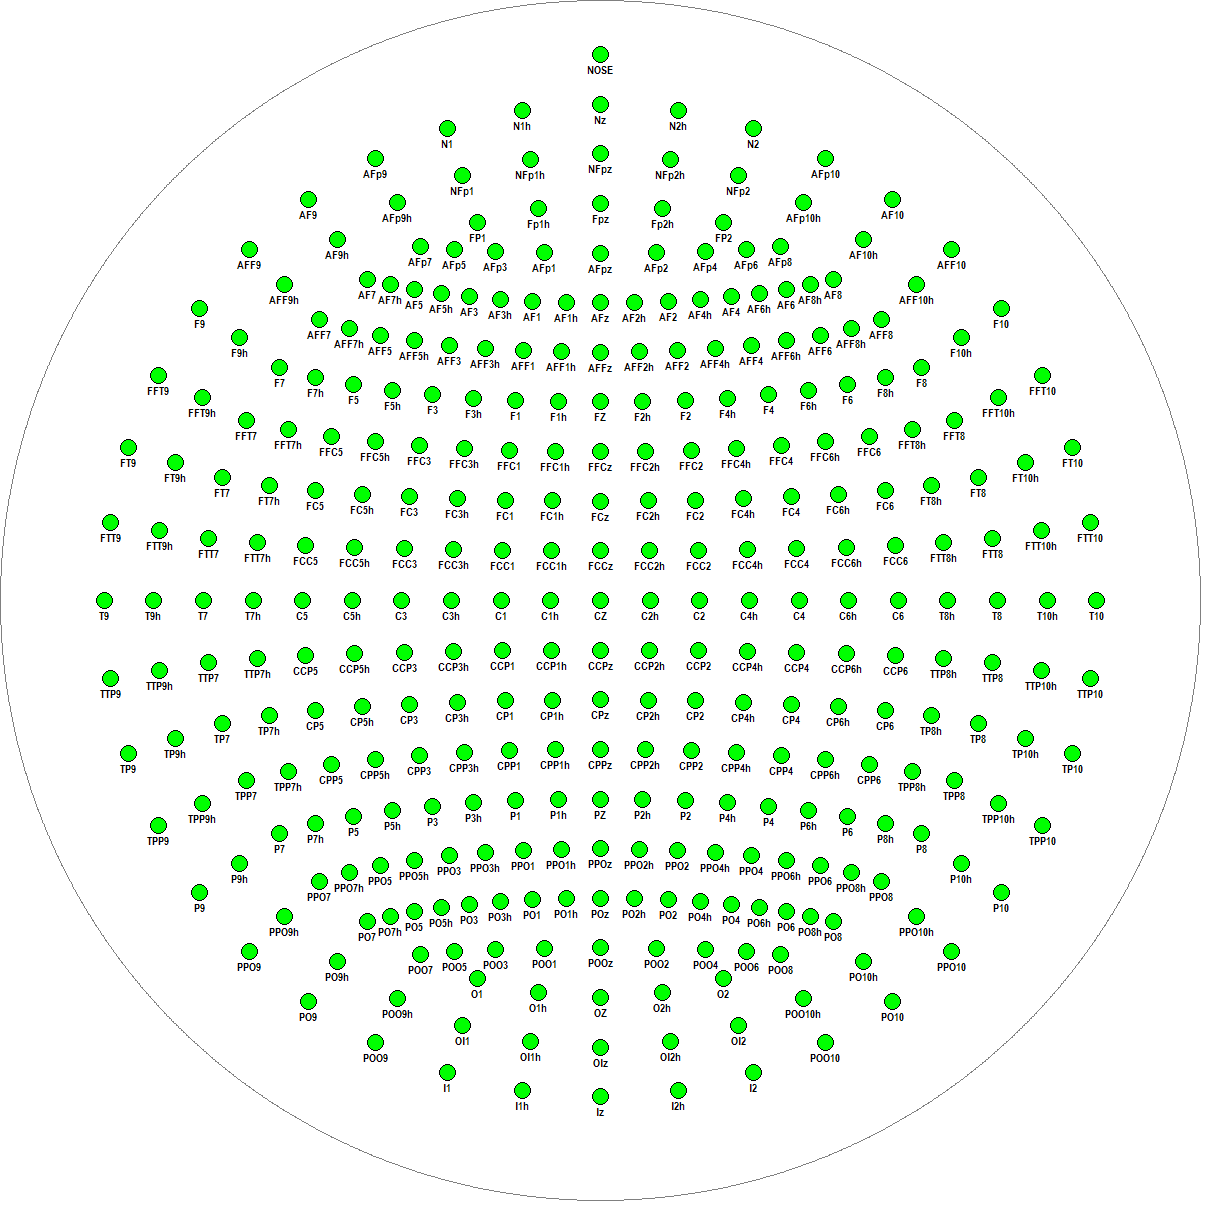 NOSE
Nz
N1h N2h
N1 N2
NFpz
AFp9 NFp1h NFp2h AFp10
NFp1 NFp2
AF9 AFp9h Fp1h Fpz Fp2h AFp10h AF10
FP1 FP2
AFF9 AF9h AFp7 AFp5 AFp3 AFp1 AFpz AFp2 AFp4 AFp6 AFp8 AF10h AFF10
AFF9h AF7 AF7h AF5 AF5h AF3 AF3h AF1 AF1h AFz AF2h AF2 AF4h AF4 AF6h AF6 AF8h AF8 AFF10h
F9 AFF7 AFF7h AFF5 AFF5h AFF3 AFF3h AFF1 AFF1h AFFz AFF2h AFF2 AFF4h AFF4 AFF6h AFF6 AFF8h AFF8 F10
F9h F10h
FFT9 F7 F7h F5 F5h F3 F3h F1 F1h FZ F2h F2 F4h F4 F6h F6 F8h F8 FFT10
FFT9h FFT7 FFT7h FFC5 FFC5h FFC3 FFC3h FFC1 FFC1h FFCz FFC2h FFC2 FFC4h FFC4 FFC6h FFC6 FFT8h FFT8 FFT10h
FT9 FT9h FT7 FT7h FC5 FC5h FC3 FC3h FC1 FC1h FCz FC2h FC2 FC4h FC4 FC6h FC6 FT8h FT8 FT10h FT10
FTT9 FTT9h FTT7 FTT7h FCC5 FCC5h FCC3 FCC3h FCC1 FCC1h FCCz FCC2h FCC2 FCC4h FCC4 FCC6h FCC6 FTT8h FTT8 FTT10h FTT10
T9 T9h T7 T7h C5 C5h C3 C3h C1 C1h CZ C2h C2 C4h C4 C6h C6 T8h T8 T10h T10
TTP9 TTP9h TTP7 TTP7h CCP5 CCP5h CCP3 CCP3h CCP1 CCP1h CCPz CCP2h CCP2 CCP4h CCP4 CCP6h CCP6 TTP8h TTP8 TTP10h TTP10
TP9 TP9h TP7 TP7h CP5 CP5h CP3 CP3h CP1 CP1h CPz CP2h CP2 CP4h CP4 CP6h CP6 TP8h TP8 TP10h TP10
TPP9h TPP7 TPP7h CPP5 CPP5h CPP3 CPP3h CPP1 CPP1h CPPz CPP2h CPP2 CPP4h CPP4 CPP6h CPP6 TPP8h TPP8 TPP10h
TPP9 P7 P7h P5 P5h P3 P3h P1 P1h PZ P2h P2 P4h P4 P6h P6 P8h P8 TPP10
P9h P10h
P9 PPO7 PPO7h PPO5 PPO5h PPO3 PPO3h PPO1 PPO1h PPOz PPO2h PPO2 PPO4h PPO4 PPO6h PPO6 PPO8h PPO8 P10
PPO9h PO7 PO7h PO5 PO5h PO3 PO3h PO1 PO1h POz PO2h PO2 PO4h PO4 PO6h PO6 PO8h PO8 PPO10h
PPO9 PO9h POO7 POO5 POO3 POO1 POOz POO2 POO4 POO6 POO8 PO10h PPO10
O1 O2
PO9 POO9h O1h OZ O2h POO10h PO10
OI1 OI2
POO9 OI1h OIz OI2h POO10
I1 I2
I1h Iz I2h